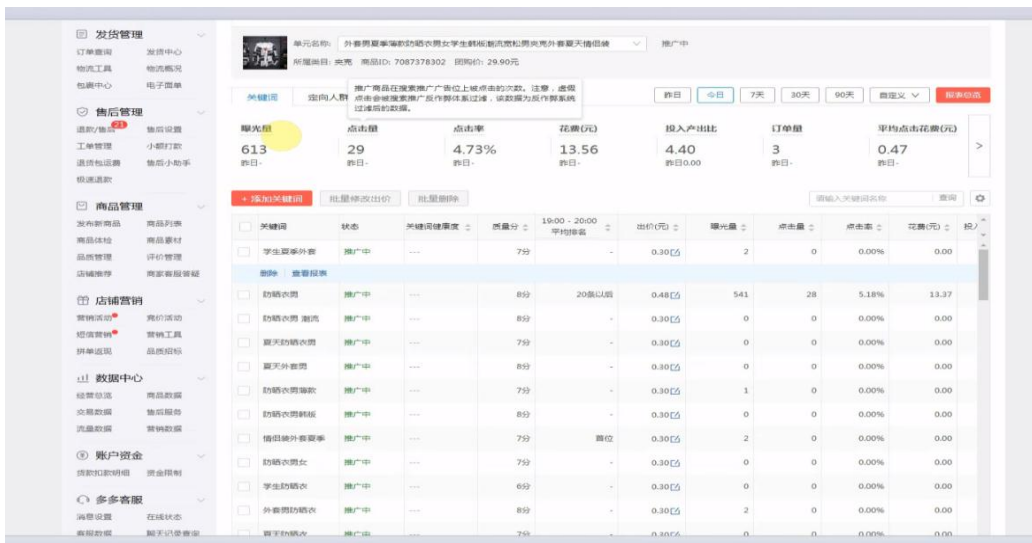 发货管理
订单查询 发货中心
物流工具 物流概况
包裹中心 电子面单
售后管理
退款/售后 21 售后设置
工单管理 小额打款
退货包运费 售后小助手
极速退款
商品管理
发布新商品 商品列表
商品体检 商品素材
品质管理 评价管理
店铺推荐 商家客服答疑
店铺营销
营销活动 竞价活动
短信营销 营销工具
拼单返现 品质招标
数据中心
经营总览 商品数据
交易数据 售后服务
流量数据 营销数据
账户资金
货款扣款明细 资金限制
多多客服
消息设置 在线状态
客服数据 聊天记录查询
单元名称: 外套男夏季薄款防晒衣男女学生韩版潮流宽松男夹克外套夏天情侣装 推广中
所属类目: 夹克 商品ID: 7087378302 团购价: 29.90元
推广商品在搜索推广广告位上被点击的次数。注意,虚假
点击会被搜索推广反作弊体系过滤,该数据为反作弊系统
过滤后的数据。
关键词 定向人群 昨日 今日 7天 30天 90天 自定义 报表总览
曝光量 点击量 点击率 花费(元) 投入产出比 订单量 平均点击花费(元)
613 29 4.73% 13.56 4.40 3 0.47 >
昨日- 昨日- 昨日- 昨日- 昨日0.00 昨日- 昨日-
+ 添加关键词 批量修改出价 批量删除 请输入关键词名称 查询
关键词 状态 关键词健康度 质量分 19:00 - 20:00 平均排名 出价(元) 曝光量 点击量 点击率 花费(元) 投入
学生夏季外套 推广中 ---- 7分 - 0.30 2 0 0.00% 0.00
删除 查看报表
防晒衣男 推广中 ---- 8分 20条以后 0.48 541 28 5.18% 13.37
防晒衣男 潮流 推广中 ---- 8分 - 0.30 0 0 0.00% 0.00
夏天防晒衣男 推广中 ---- 7分 - 0.30 0 0 0.00% 0.00
夏天外套男 推广中 ---- 8分 - 0.30 0 0 0.00% 0.00
防晒衣男薄款 推广中 ---- 7分 - 0.30 1 0 0.00% 0.00
防晒衣男韩版 推广中 ---- 8分 - 0.30 0 0 0.00% 0.00
情侣装外套夏季 推广中 ---- 7分 首位 0.30 2 0 0.00% 0.00
防晒衣男女 推广中 ---- 7分 - 0.30 0 0 0.00% 0.00
学生防晒衣 推广中 ---- 6分 - 0.30 0 0 0.00% 0.00
外套男防晒衣 推广中 ---- 8分 - 0.30 2 0 0.00% 0.00
夏天防晒衣 推广中 ---- 7分 - 0.30 0 0 0.00% 0.00